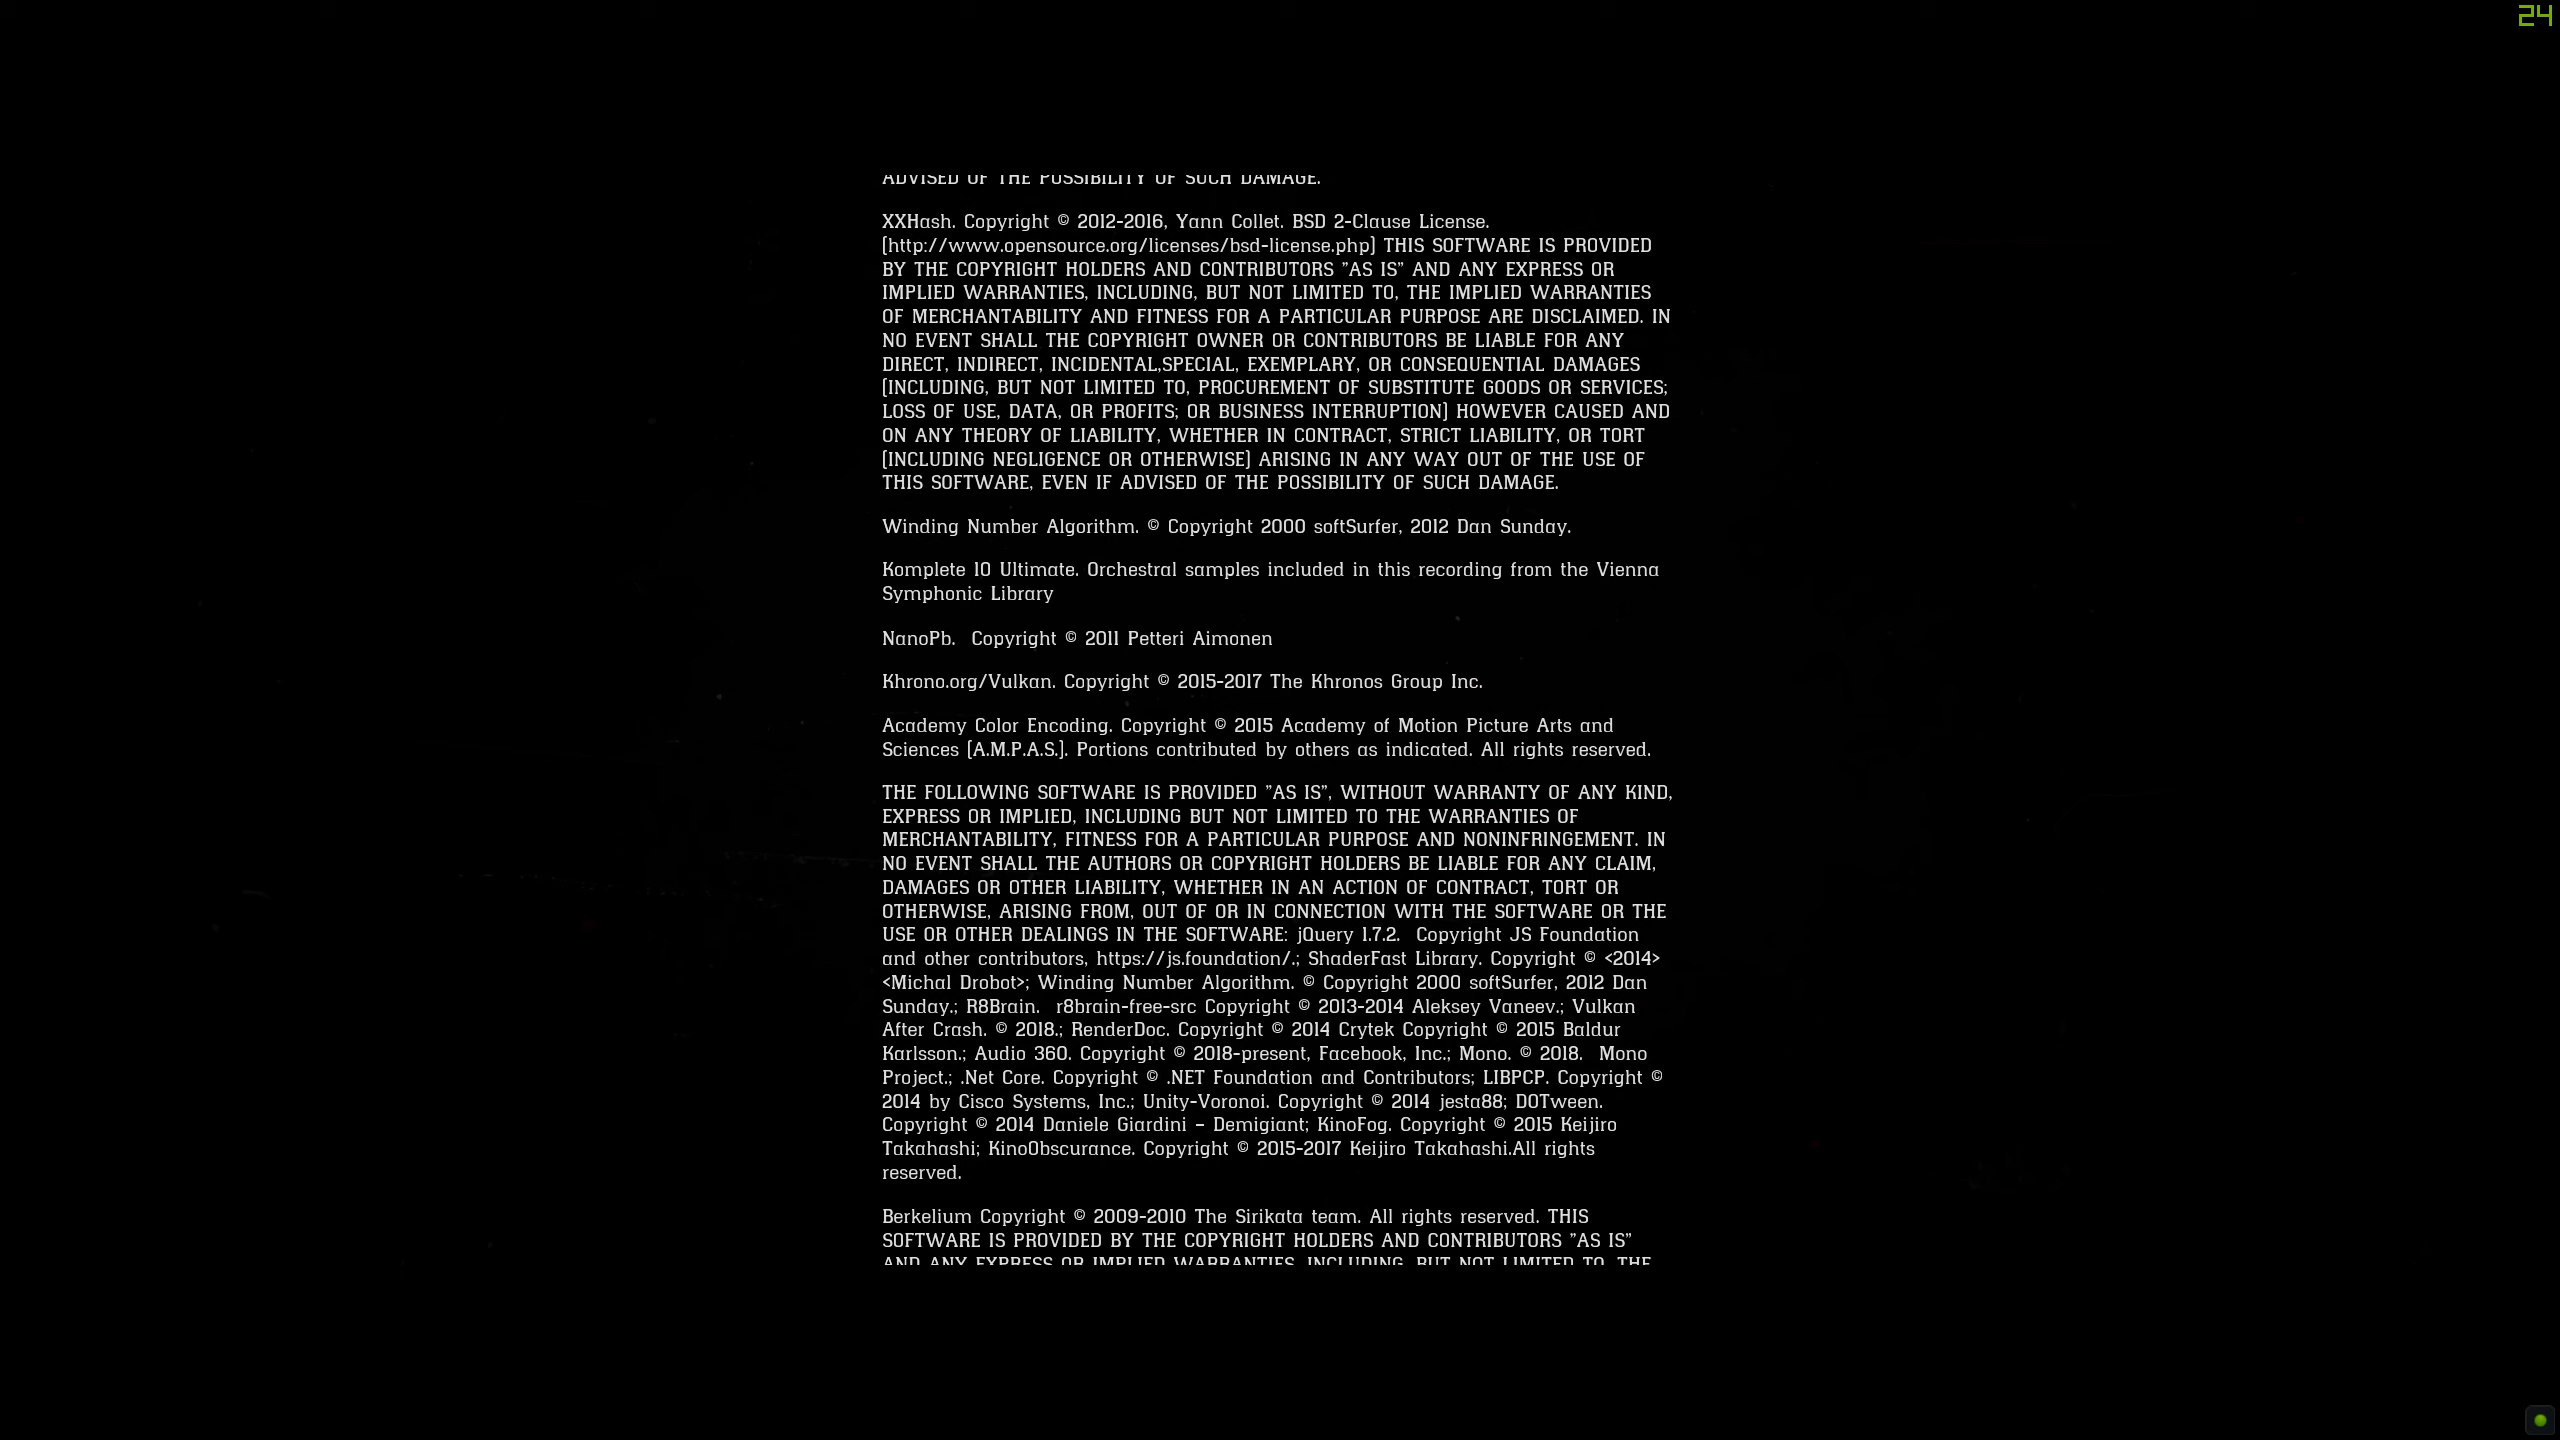 24
ADVISED OF THE POSSIBILITY OF SUCH DAMAGE.
XXHash. Copyright © 2012-2016, Yann Collet. BSD 2-Clause License.
(http://www.opensource.org/licenses/bsd-license.php) THIS SOFTWARE IS PROVIDED
BY THE COPYRIGHT HOLDERS AND CONTRIBUTORS "AS IS" AND ANY EXPRESS OR
IMPLIED WARRANTIES, INCLUDING, BUT NOT LIMITED TO, THE IMPLIED WARRANTIES
OF MERCHANTABILITY AND FITNESS FOR A PARTICULAR PURPOSE ARE DISCLAIMED. IN
NO EVENT SHALL THE COPYRIGHT OWNER OR CONTRIBUTORS BE LIABLE FOR ANY
DIRECT, INDIRECT, INCIDENTAL,SPECIAL, EXEMPLARY, OR CONSEQUENTIAL DAMAGES
(INCLUDING, BUT NOT LIMITED TO, PROCUREMENT OF SUBSTITUTE GOODS OR SERVICES;
LOSS OF USE, DATA, OR PROFITS; OR BUSINESS INTERRUPTION) HOWEVER CAUSED AND
ON ANY THEORY OF LIABILITY, WHETHER IN CONTRACT, STRICT LIABILITY, OR TORT
(INCLUDING NEGLIGENCE OR OTHERWISE) ARISING IN ANY WAY OUT OF THE USE OF
THIS SOFTWARE, EVEN IF ADVISED OF THE POSSIBILITY OF SUCH DAMAGE.
Winding Number Algorithm. © Copyright 2000 softSurfer, 2012 Dan Sunday.
Komplete 10 Ultimate. Orchestral samples included in this recording from the Vienna
Symphonic Library
NanoPb.  Copyright © 2011 Petteri Aimonen
Khrono.org/Vulkan. Copyright © 2015-2017 The Khronos Group Inc.
Academy Color Encoding. Copyright © 2015 Academy of Motion Picture Arts and
Sciences (A.M.P.A.S.). Portions contributed by others as indicated. All rights reserved.
THE FOLLOWING SOFTWARE IS PROVIDED "AS IS", WITHOUT WARRANTY OF ANY KIND,
EXPRESS OR IMPLIED, INCLUDING BUT NOT LIMITED TO THE WARRANTIES OF
MERCHANTABILITY, FITNESS FOR A PARTICULAR PURPOSE AND NONINFRINGEMENT. IN
NO EVENT SHALL THE AUTHORS OR COPYRIGHT HOLDERS BE LIABLE FOR ANY CLAIM,
DAMAGES OR OTHER LIABILITY, WHETHER IN AN ACTION OF CONTRACT, TORT OR
OTHERWISE, ARISING FROM, OUT OF OR IN CONNECTION WITH THE SOFTWARE OR THE
USE OR OTHER DEALINGS IN THE SOFTWARE: jQuery 1.7.2.  Copyright JS Foundation
and other contributors, https://js.foundation/.; ShaderFast Library. Copyright © <2014>
<Michal Drobot>; Winding Number Algorithm. © Copyright 2000 softSurfer, 2012 Dan
Sunday.; R8Brain.  r8brain-free-src Copyright © 2013-2014 Aleksey Vaneev.; Vulkan
After Crash. © 2018.; RenderDoc. Copyright © 2014 Crytek Copyright © 2015 Baldur
Karlsson.; Audio 360. Copyright © 2018-present, Facebook, Inc.; Mono. © 2018.  Mono
Project.; .Net Core. Copyright © .NET Foundation and Contributors; LIBPCP. Copyright ©
2014 by Cisco Systems, Inc.; Unity-Voronoi. Copyright © 2014 jesta88; DOTween.
Copyright © 2014 Daniele Giardini – Demigiant; KinoFog. Copyright © 2015 Keijiro
Takahashi; KinoObscurance. Copyright © 2015-2017 Keijiro Takahashi.All rights
reserved.
Berkelium Copyright © 2009-2010 The Sirikata team. All rights reserved. THIS
SOFTWARE IS PROVIDED BY THE COPYRIGHT HOLDERS AND CONTRIBUTORS "AS IS"
AND ANY EXPRESS OR IMPLIED WARRANTIES, INCLUDING, BUT NOT LIMITED TO, THE